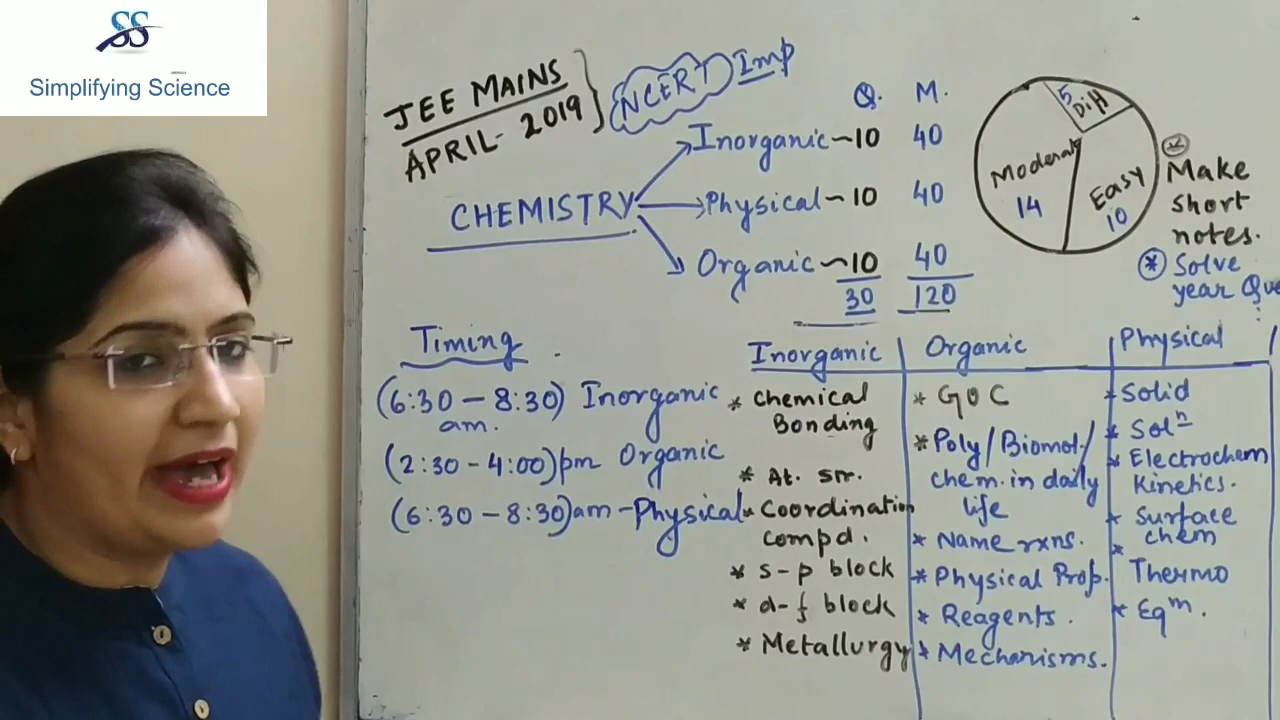 SS
Simplifying Science
JEE MAINS
APRIL- 2019
NCERT Imp
Q. M.
CHEMISTRY
Inorganic ~ 10 40
Physical ~ 10 40
Organic ~ 10 40
30 120
5 Diff
Moderate
14
Easy
10
* Make
short
notes.
* Solve
year Que
Timing
(6:30 - 8:30) Inorganic
am.
(2:30 - 4:00) pm Organic
(6:30 - 8:30) am - Physical
Inorganic
* Chemical
Bonding
* At. str.
* Coordination
compd.
* s-p block
* d-f block
* Metallurgy
Organic
* GOC
* Poly/Biomol./
chem. in daily
life
* Name rxns.
* Physical Prop.
* Reagents.
* Mechanisms.
Physical
* Solid
* Solⁿ
* Electrochem
Kinetics.
* Surface
chem
* Thermo
* Eqᵐ.